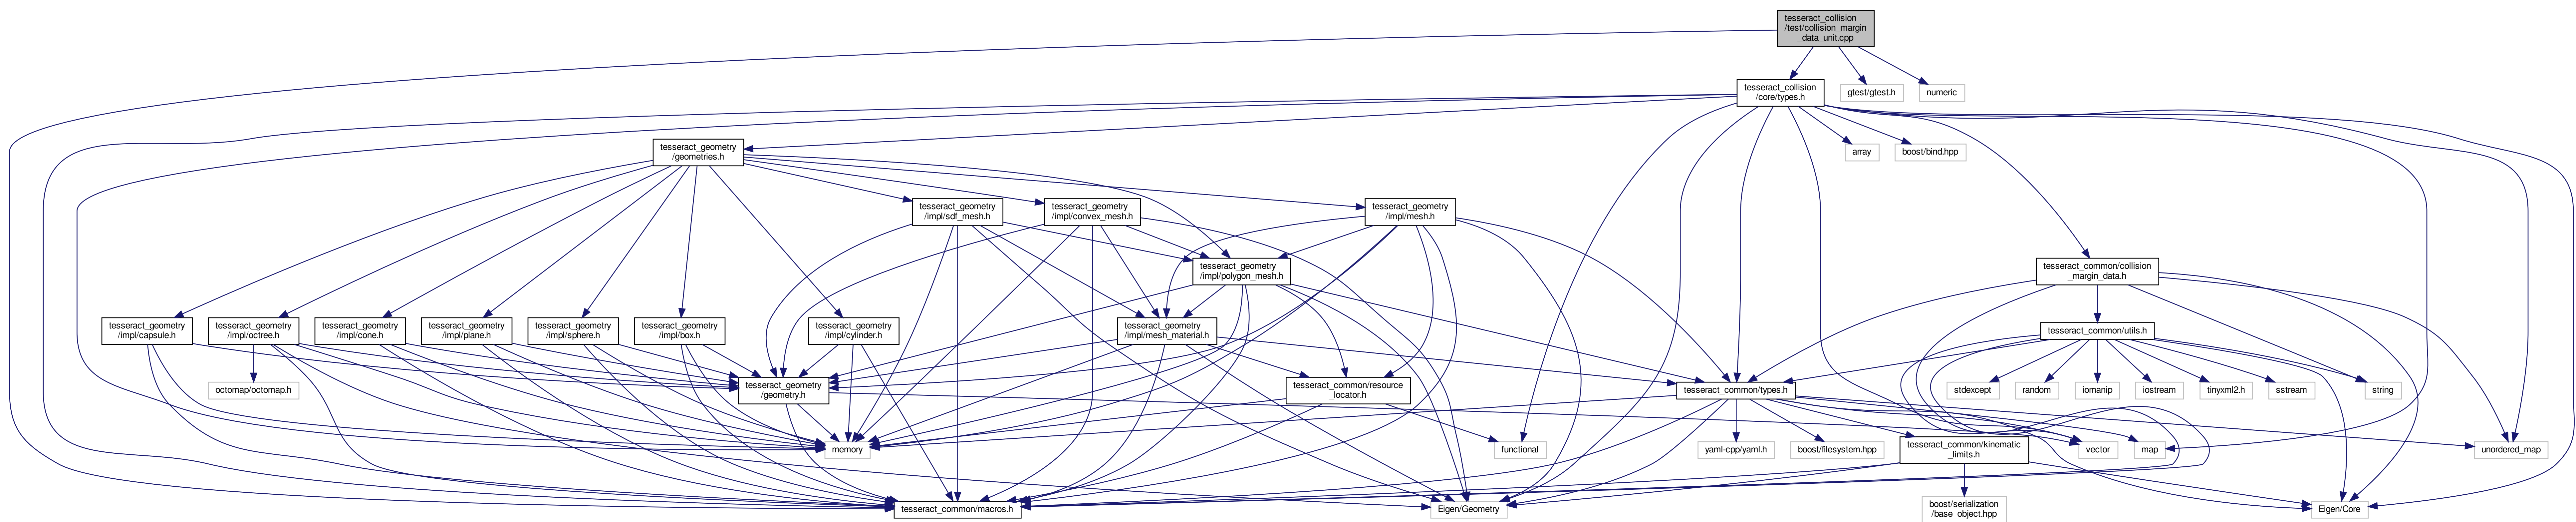 tesseract_collision
/test/collision_margin
_data_unit.cpp
tesseract_collision
/core/types.h
gtest/gtest.h
numeric
tesseract_geometry
/geometries.h
array
boost/bind.hpp
tesseract_geometry
/impl/sdf_mesh.h
tesseract_geometry
/impl/convex_mesh.h
tesseract_geometry
/impl/mesh.h
tesseract_geometry
/impl/polygon_mesh.h
tesseract_common/collision
_margin_data.h
tesseract_geometry
/impl/capsule.h
tesseract_geometry
/impl/octree.h
tesseract_geometry
/impl/cone.h
tesseract_geometry
/impl/plane.h
tesseract_geometry
/impl/sphere.h
tesseract_geometry
/impl/box.h
tesseract_geometry
/impl/cylinder.h
tesseract_geometry
/impl/mesh_material.h
tesseract_common/utils.h
octomap/octomap.h
tesseract_geometry
/geometry.h
tesseract_common/resource
_locator.h
tesseract_common/types.h
stdexcept
random
iomanip
iostream
tinyxml2.h
sstream
string
memory
functional
yaml-cpp/yaml.h
boost/filesystem.hpp
tesseract_common/kinematic
_limits.h
vector
map
unordered_map
tesseract_common/macros.h
Eigen/Geometry
boost/serialization
/base_object.hpp
Eigen/Core